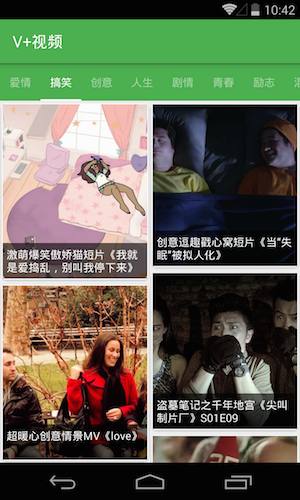 10:42
V+视频
爱情 搞笑 创意 人生 剧情 青春 励志
激萌爆笑傲娇猫短片《我就
是爱捣乱，别叫我停下来》
创意逗趣戳心窝短片《当“失
眠”被拟人化》
超暖心创意情景MV《love》
盗墓笔记之千年地宫《尖叫
制片厂》S01E09